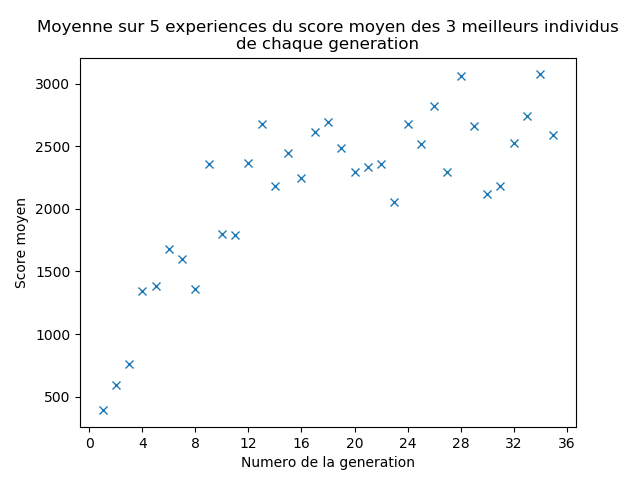 Moyenne sur 5 experiences du score moyen des 3 meilleurs individus
de chaque generation
3000
2500
2000
1500
1000
500
Score moyen
0 4 8 12 16 20 24 28 32 36
Numero de la generation